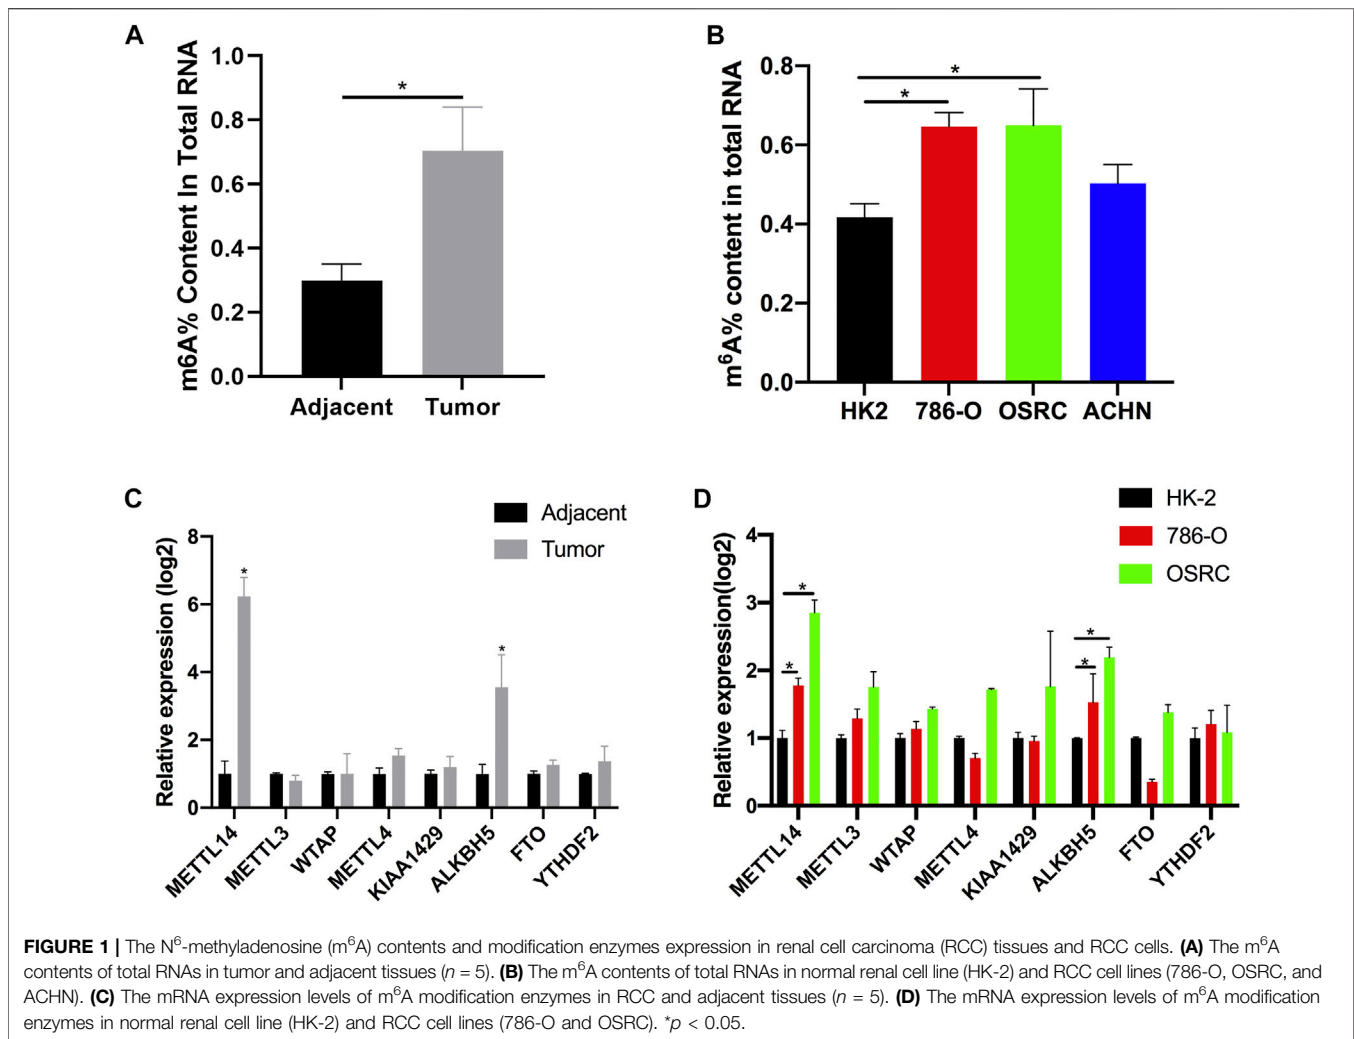 A
m6A% Content In Total RNA
1.0
0.8
0.6
0.4
0.2
0.0
*
Adjacent Tumor
B
m⁶A% content in total RNA
0.8
0.6
0.4
0.2
0.0
*
*
HK2 786-O OSRC ACHN
C
Relative expression (log2)
8
6
4
2
0
Adjacent
Tumor
*
*
METTL14
METTL3
WTAP
METTL4
KIAA1429
ALKBH5
FTO
YTHDF2
D
Relative expression(log2)
4
3
2
1
0
HK-2
786-O
OSRC
*
*
*
*
METTL14
METTL3
WTAP
METTL4
KIAA1429
ALKBH5
FTO
YTHDF2
FIGURE 1 | The N⁶-methyladenosine (m⁶A) contents and modification enzymes expression in renal cell carcinoma (RCC) tissues and RCC cells. (A) The m⁶A
contents of total RNAs in tumor and adjacent tissues (n = 5). (B) The m⁶A contents of total RNAs in normal renal cell line (HK-2) and RCC cell lines (786-O, OSRC, and
ACHN). (C) The mRNA expression levels of m⁶A modification enzymes in RCC and adjacent tissues (n = 5). (D) The mRNA expression levels of m⁶A modification
enzymes in normal renal cell line (HK-2) and RCC cell lines (786-O and OSRC). *p < 0.05.